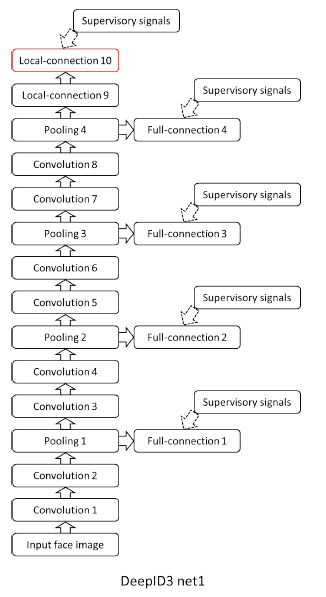 Supervisory signals
Local-connection 10
Local-connection 9
Supervisory signals
Pooling 4
Full-connection 4
Convolution 8
Convolution 7
Supervisory signals
Pooling 3
Full-connection 3
Convolution 6
Convolution 5
Supervisory signals
Pooling 2
Full-connection 2
Convolution 4
Convolution 3
Supervisory signals
Pooling 1
Full-connection 1
Convolution 2
Convolution 1
Input face image
DeepID3 net1